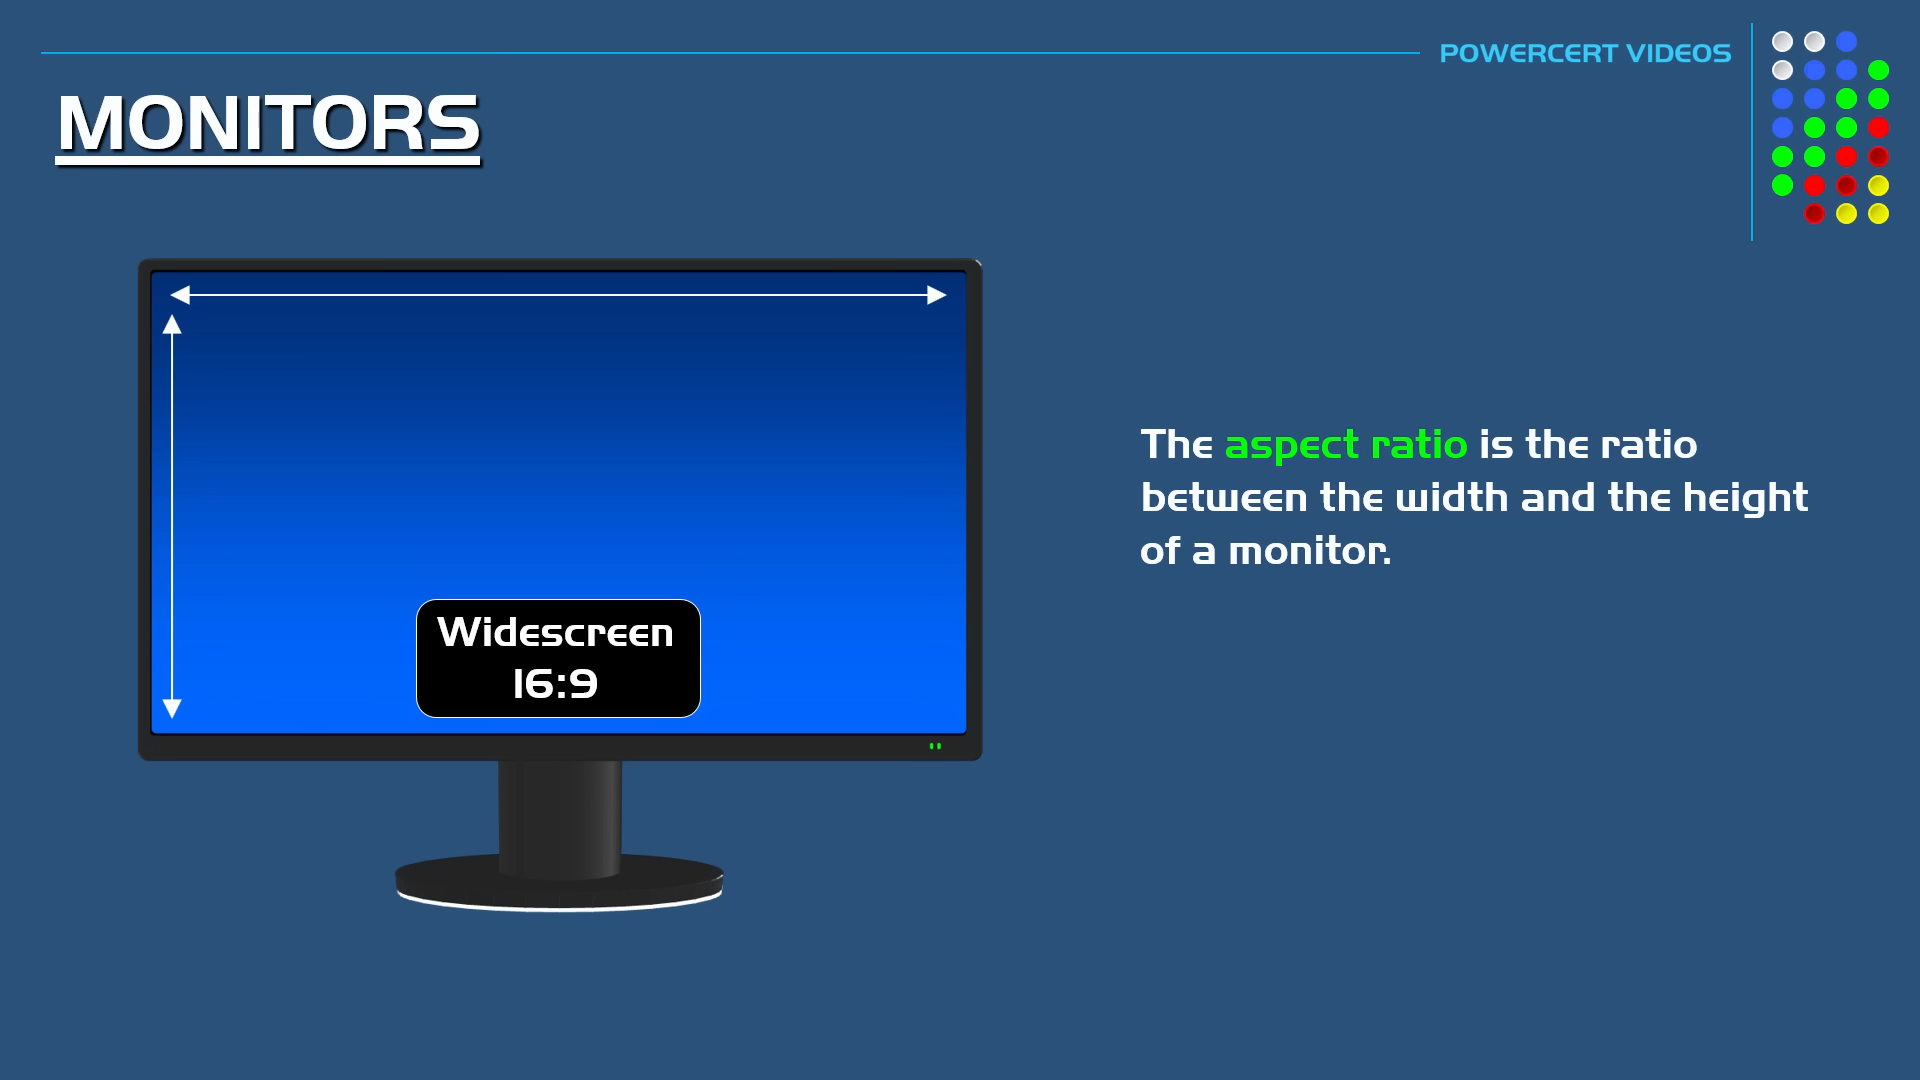 POWERCERT VIDEOS
MONITORS
Widescreen
16:9
The aspect ratio is the ratio
between the width and the height
of a monitor.